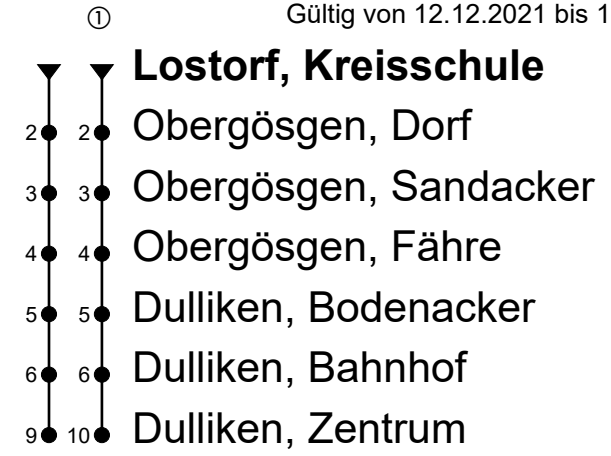 ① Gültig von 12.12.2021 bis 1
Lostorf, Kreisschule
2 2 Obergösgen, Dorf
3 3 Obergösgen, Sandacker
4 4 Obergösgen, Fähre
5 5 Dulliken, Bodenacker
6 6 Dulliken, Bahnhof
9 10 Dulliken, Zentrum